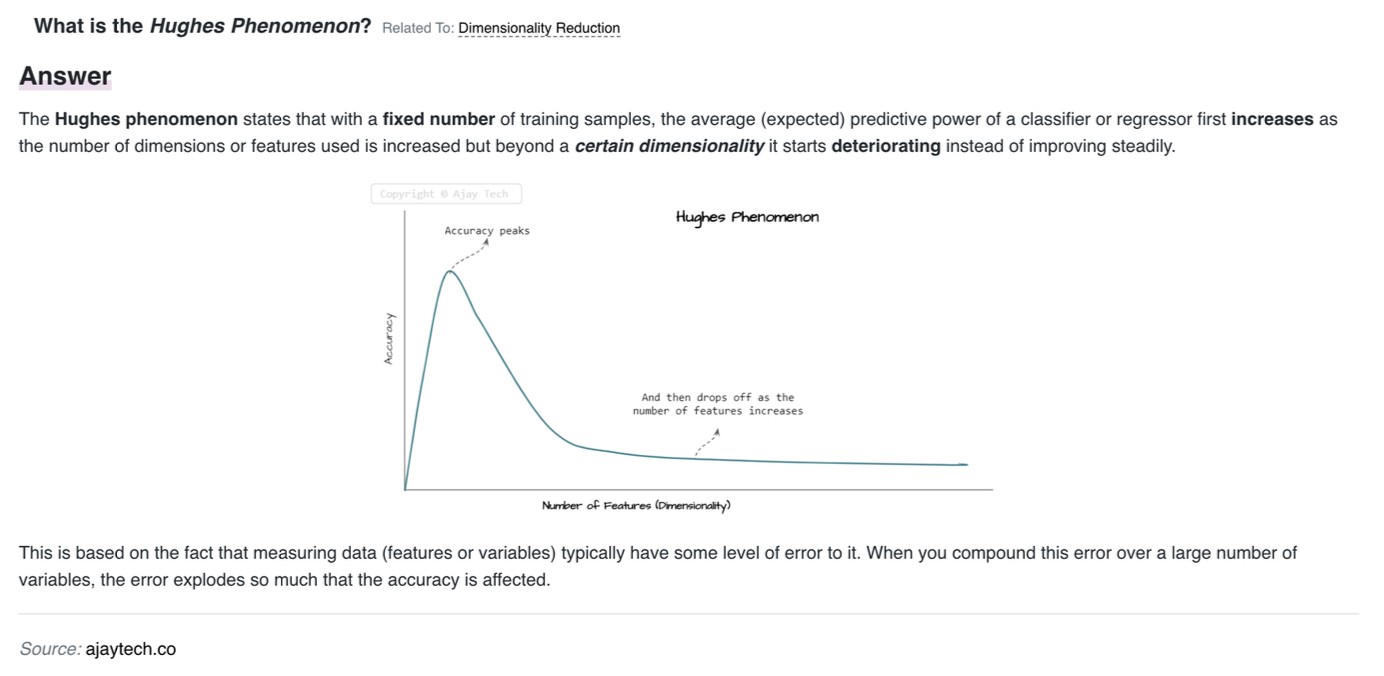 What is the Hughes Phenomenon? Related To: Dimensionality Reduction
Answer
The Hughes phenomenon states that with a fixed number of training samples, the average (expected) predictive power of a classifier or regressor first increases as
the number of dimensions or features used is increased but beyond a certain dimensionality it starts deteriorating instead of improving steadily.
Copyright © Ajay Tech
Hughes Phenomenon
Accuracy peaks
Accuracy
And then drops off as the
number of features increases
Number of Features (Dimensionality)
This is based on the fact that measuring data (features or variables) typically have some level of error to it. When you compound this error over a large number of
variables, the error explodes so much that the accuracy is affected.
Source: ajaytech.co